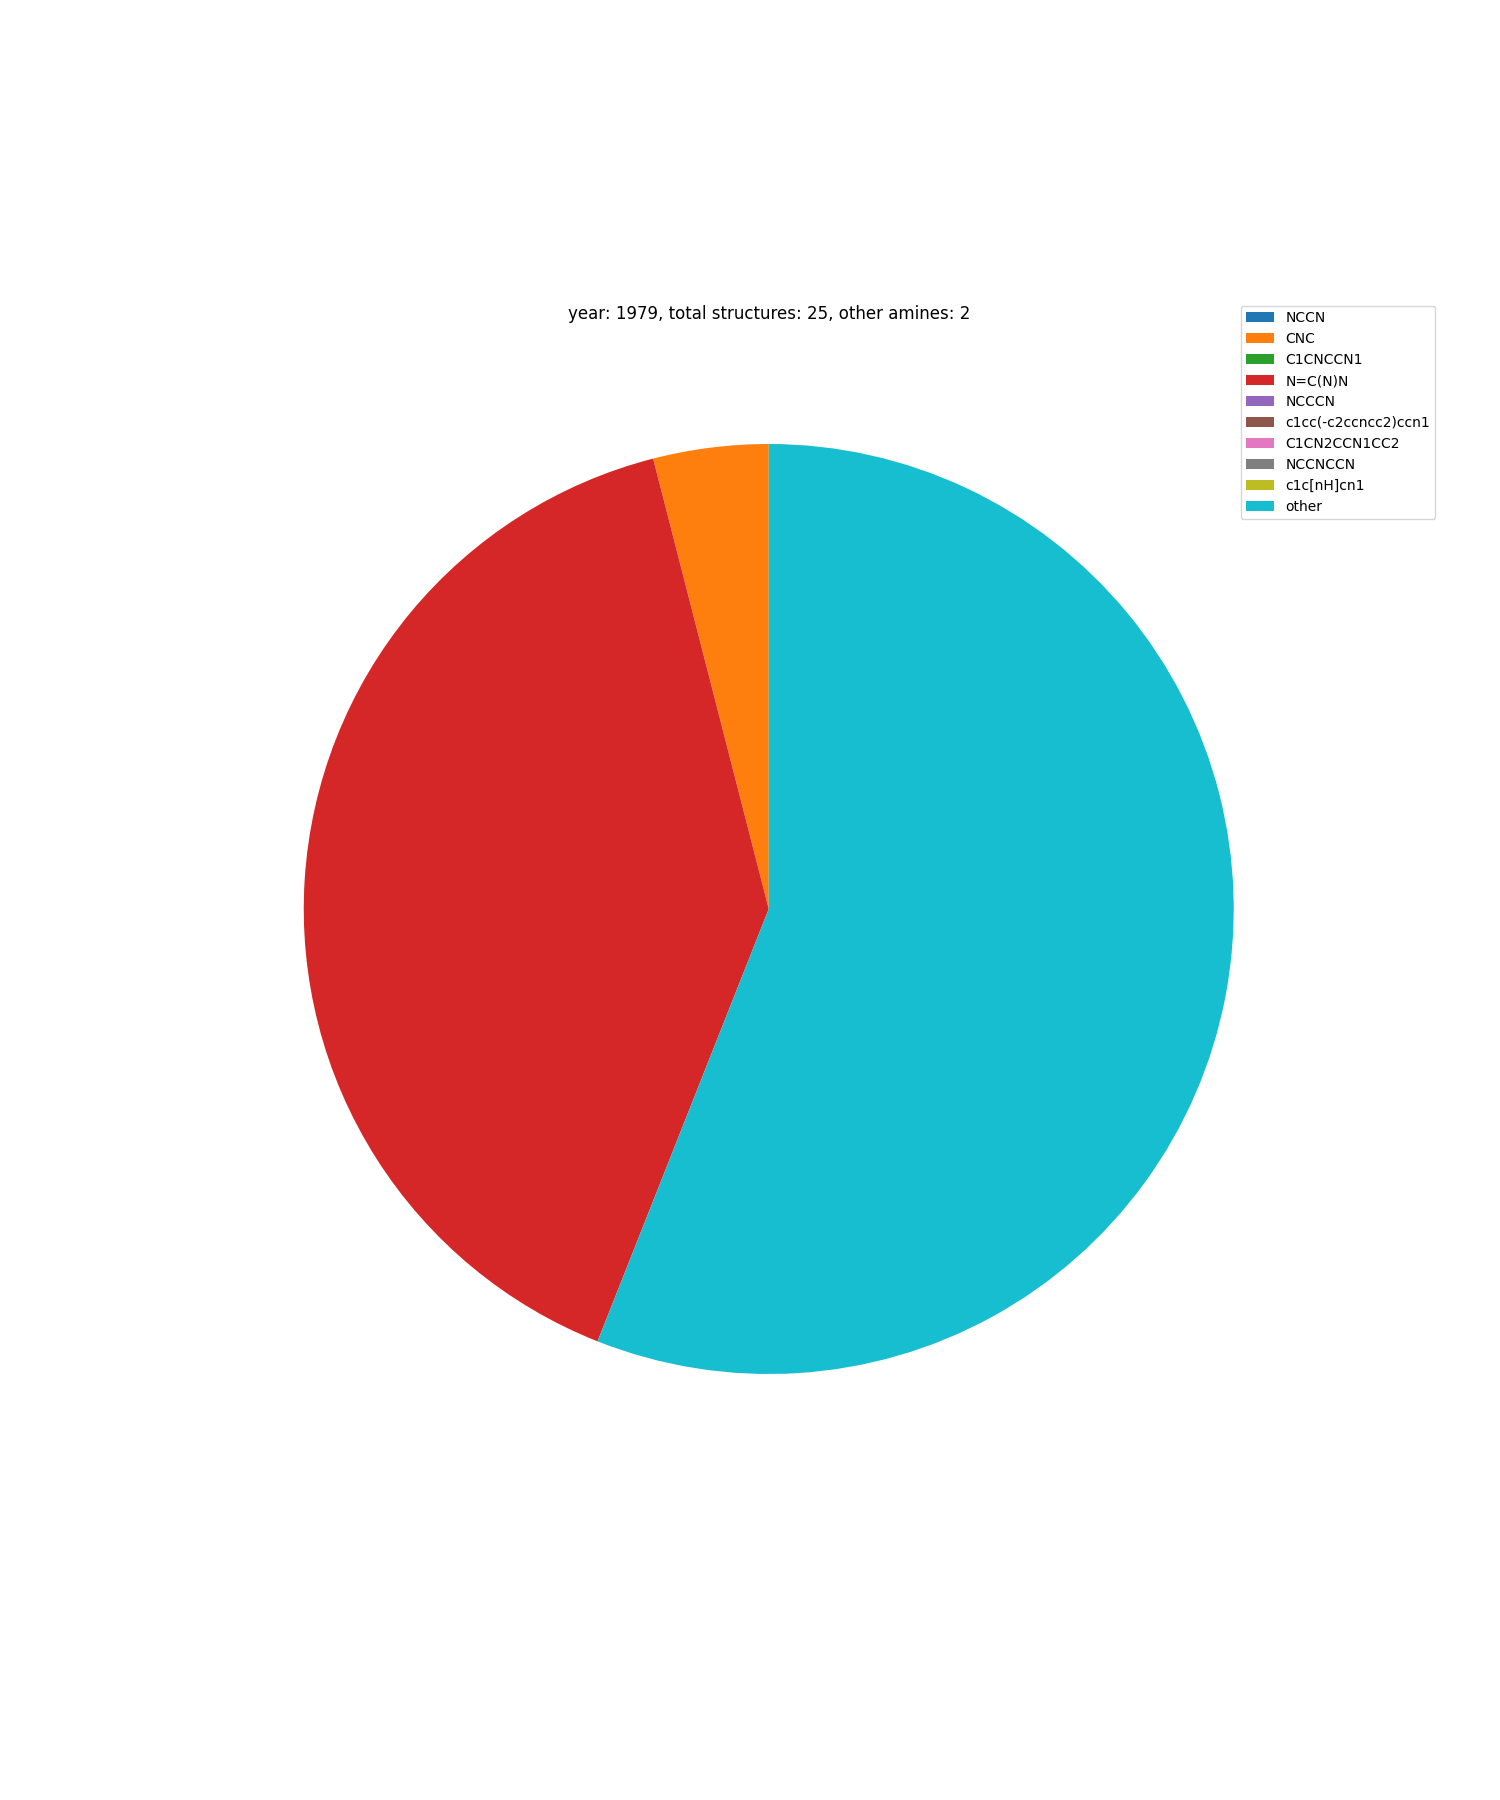 year: 1979, total structures: 25, other amines: 2
NCCN
CNC
C1CNCCN1
N=C(N)N
NCCCN
c1cc(-c2ccncc2)ccn1
C1CN2CCN1CC2
NCCNCCN
c1c[nH]cn1
other